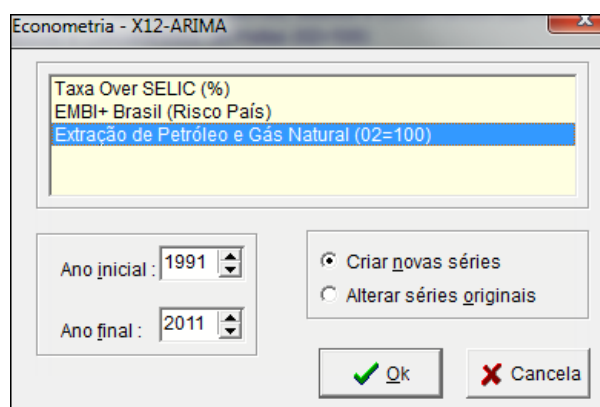 Econometria - X12-ARIMA
Taxa Over SELIC (%)
EMBI+ Brasil (Risco País)
Extração de Petróleo e Gás Natural (02=100)
Ano inicial : 1991
Criar novas séries
Alterar séries originais
Ano final : 2011
Ok
Cancela